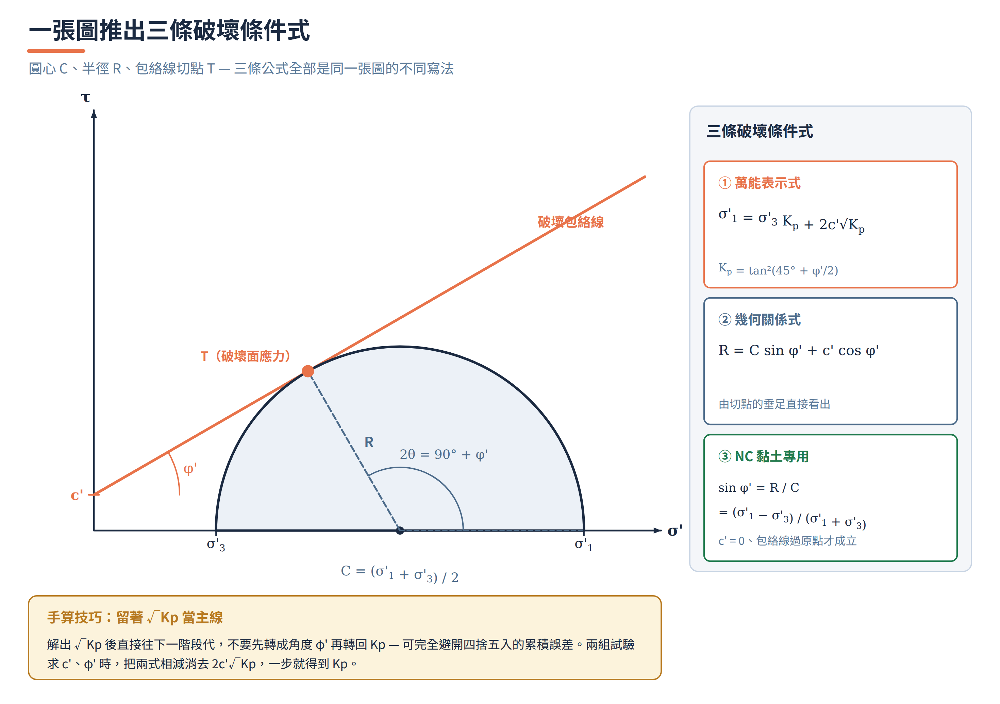 一張圖推出三條破壞條件式
圓心 C、半徑 R、包絡線切點 T — 三條公式全部是同一張圖的不同寫法
τ
破壞包絡線
T（破壞面應力）
R
2θ = 90° + φ'
φ'
c'
σ'
σ'₃
σ'₁
C = (σ'₁ + σ'₃) / 2
三條破壞條件式
① 萬能表示式
σ'₁ = σ'₃ Kₚ + 2c'√Kₚ
Kₚ = tan²(45° + φ'/2)
② 幾何關係式
R = C sin φ' + c' cos φ'
由切點的垂足直接看出
③ NC 黏土專用
sin φ' = R / C
= (σ'₁ − σ'₃) / (σ'₁ + σ'₃)
c' = 0、包絡線過原點才成立
手算技巧：留著 √Kp 當主線
解出 √Kp 後直接往下一階段代，不要先轉成角度 φ' 再轉回 Kp — 可完全避開四捨五入的累積誤差。兩組試驗
求 c'、φ' 時，把兩式相減消去 2c'√Kp，一步就得到 Kp。